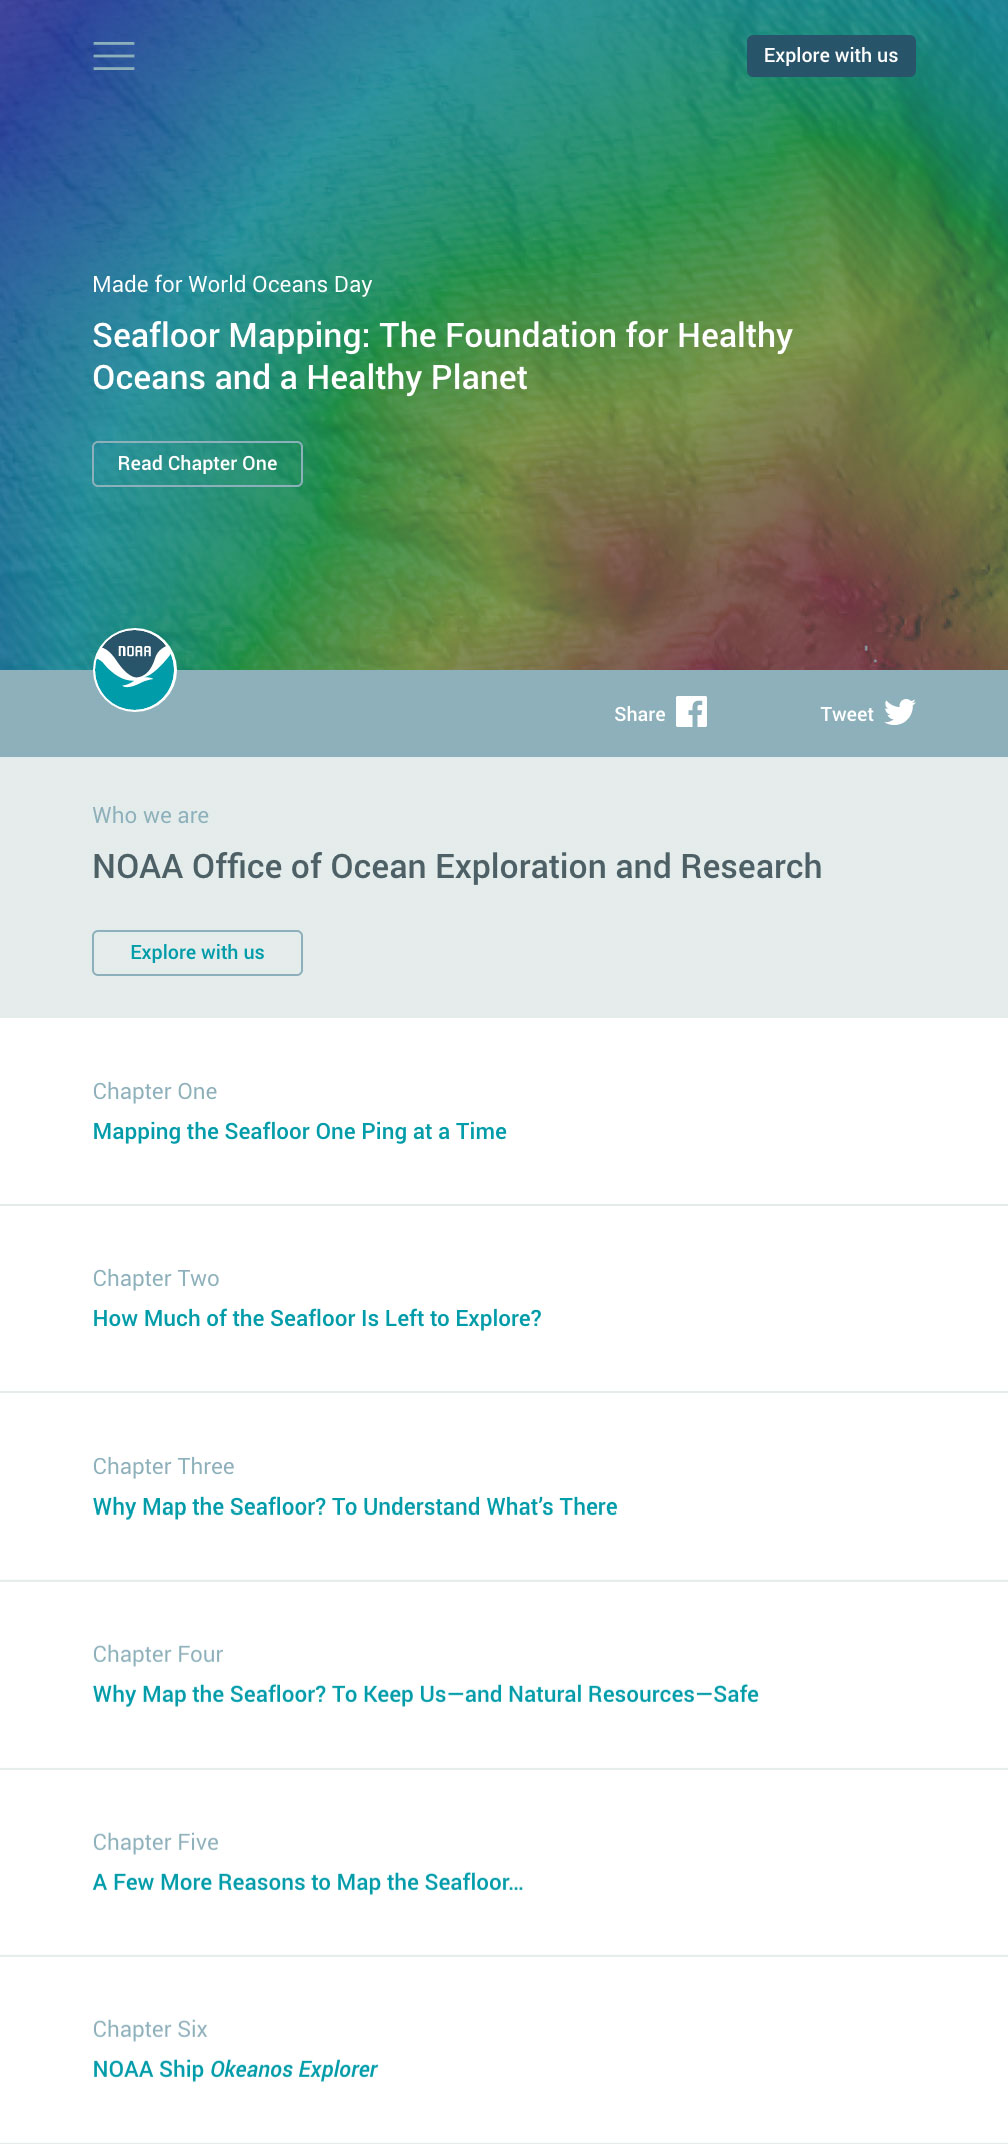 Explore with us
Made for World Oceans Day
Seafloor Mapping: The Foundation for Healthy
Oceans and a Healthy Planet
Read Chapter One
NOAA
Share
Tweet
Who we are
NOAA Office of Ocean Exploration and Research
Explore with us
Chapter One
Mapping the Seafloor One Ping at a Time
Chapter Two
How Much of the Seafloor Is Left to Explore?
Chapter Three
Why Map the Seafloor? To Understand What’s There
Chapter Four
Why Map the Seafloor? To Keep Us—and Natural Resources—Safe
Chapter Five
A Few More Reasons to Map the Seafloor…
Chapter Six
NOAA Ship Okeanos Explorer